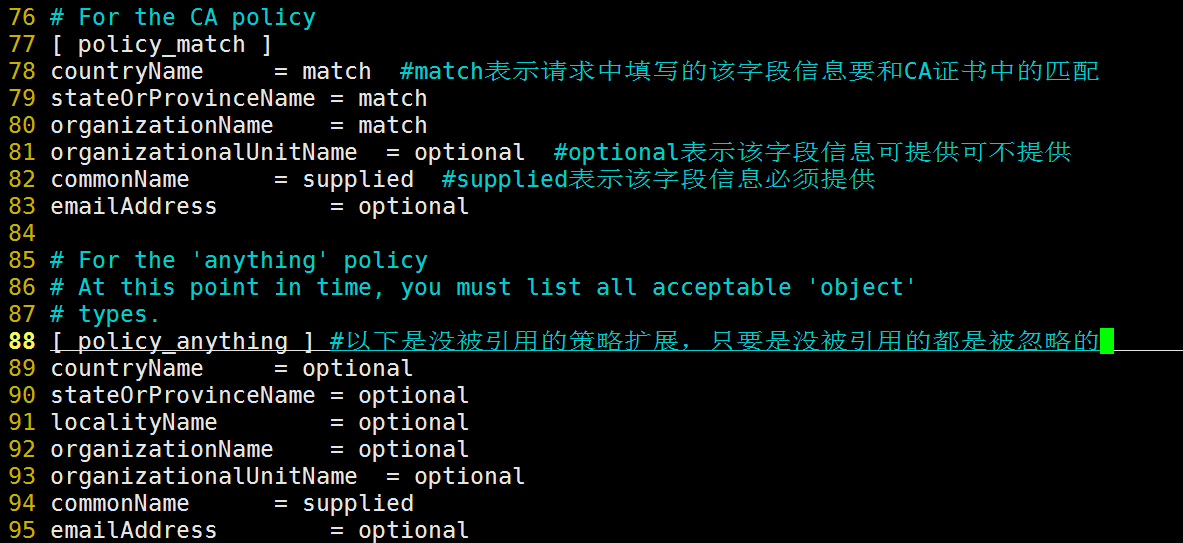 76 # For the CA policy
77 [ policy_match ]
78 countryName     = match  #match表示请求中填写的该字段信息要和CA证书中的匹配
79 stateOrProvinceName = match
80 organizationName    = match
81 organizationalUnitName  = optional  #optional表示该字段信息可提供可不提供
82 commonName      = supplied  #supplied表示该字段信息必须提供
83 emailAddress        = optional
84
85 # For the 'anything' policy
86 # At this point in time, you must list all acceptable 'object'
87 # types.
88 [ policy_anything ] #以下是没被引用的策略扩展，只要是没被引用的都是被忽略的
89 countryName     = optional
90 stateOrProvinceName = optional
91 localityName        = optional
92 organizationName    = optional
93 organizationalUnitName  = optional
94 commonName      = supplied
95 emailAddress        = optional